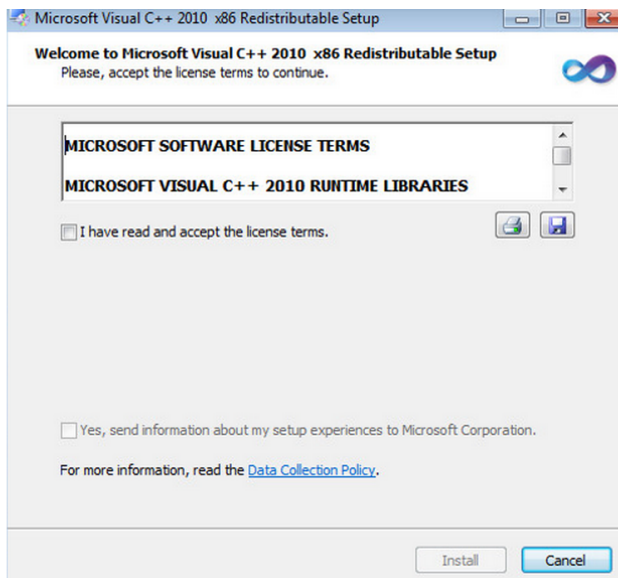 Microsoft Visual C++ 2010  x86 Redistributable Setup
Welcome to Microsoft Visual C++ 2010  x86 Redistributable Setup
Please, accept the license terms to continue.
MICROSOFT SOFTWARE LICENSE TERMS
MICROSOFT VISUAL C++ 2010 RUNTIME LIBRARIES
I have read and accept the license terms.
Yes, send information about my setup experiences to Microsoft Corporation.
For more information, read the Data Collection Policy.
Install Cancel